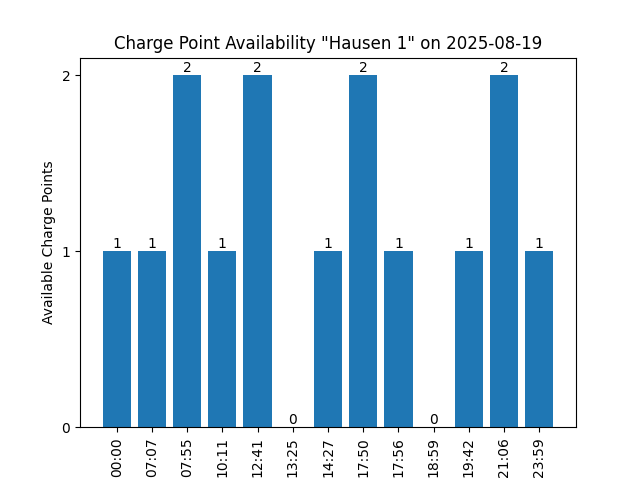 Charge Point Availability "Hausen 1" on 2025-08-19
Available Charge Points
2
1
0
1 1 2 1 2 0 1 2 1 0 1 2 1
00:00 07:07 07:55 10:11 12:41 13:25 14:27 17:50 17:56 18:59 19:42 21:06 23:59